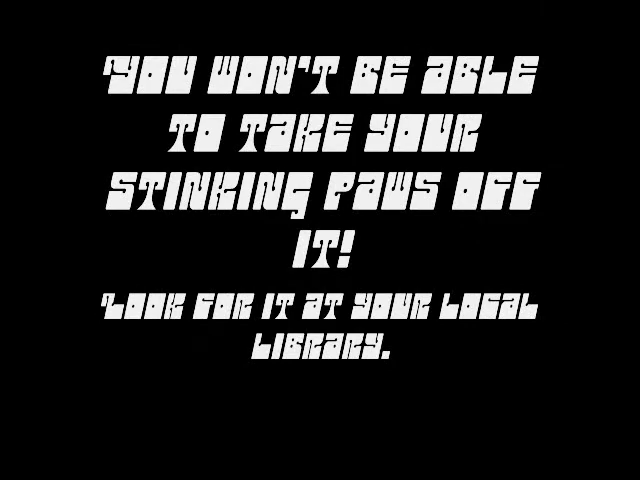 You won't be able
to take your
stinking paws off
it!
Look for it at your local
library.